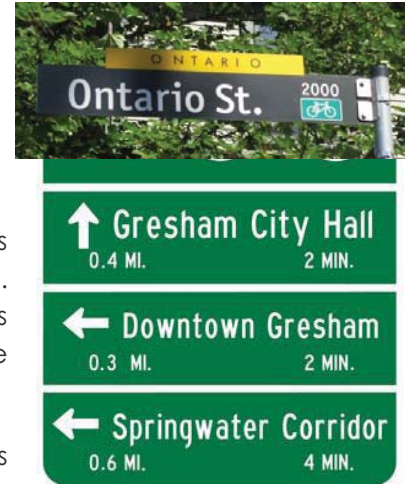 ONTARIO
Ontario St.
2000
Gresham City Hall
0.4 MI. 2 MIN.
Downtown Gresham
0.3 MI. 2 MIN.
Springwater Corridor
0.6 MI. 4 MIN.